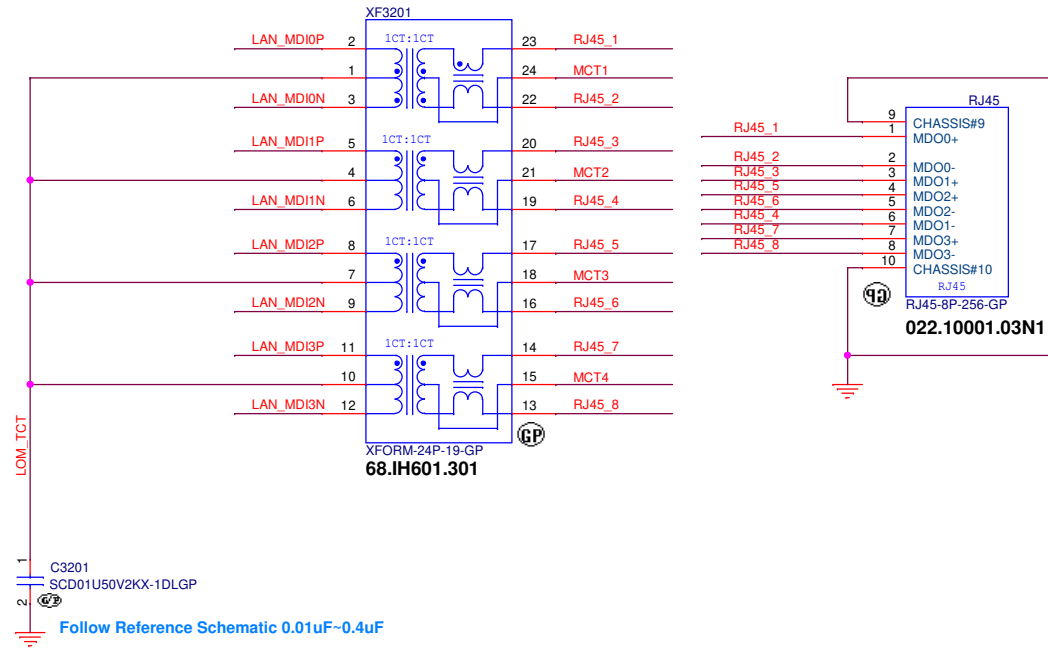 XF3201
LAN_MDI0P 2 1CT:1CT 23 RJ45_1
1 24 MCT1
LAN_MDI0N 3 22 RJ45_2
LAN_MDI1P 5 1CT:1CT 20 RJ45_3
4 21 MCT2
LAN_MDI1N 6 19 RJ45_4
LAN_MDI2P 8 1CT:1CT 17 RJ45_5
7 18 MCT3
LAN_MDI2N 9 16 RJ45_6
LAN_MDI3P 11 1CT:1CT 14 RJ45_7
10 15 MCT4
LAN_MDI3N 12 13 RJ45_8
GP
XFORM-24P-19-GP
68.IH601.301
LOM_TCT
1
C3201
SCD01U50V2KX-1DLGP
2 G/P
Follow Reference Schematic 0.01uF~0.4uF
RJ45
9 CHASSIS#9
RJ45_1 1 MDO0+
RJ45_2 2 MDO0-
RJ45_3 3 MDO1+
RJ45_5 4 MDO2+
RJ45_6 5 MDO2-
RJ45_4 6 MDO1-
RJ45_7 7 MDO3+
RJ45_8 8 MDO3-
10 CHASSIS#10
RJ45
GP
RJ45-8P-256-GP
022.10001.03N1